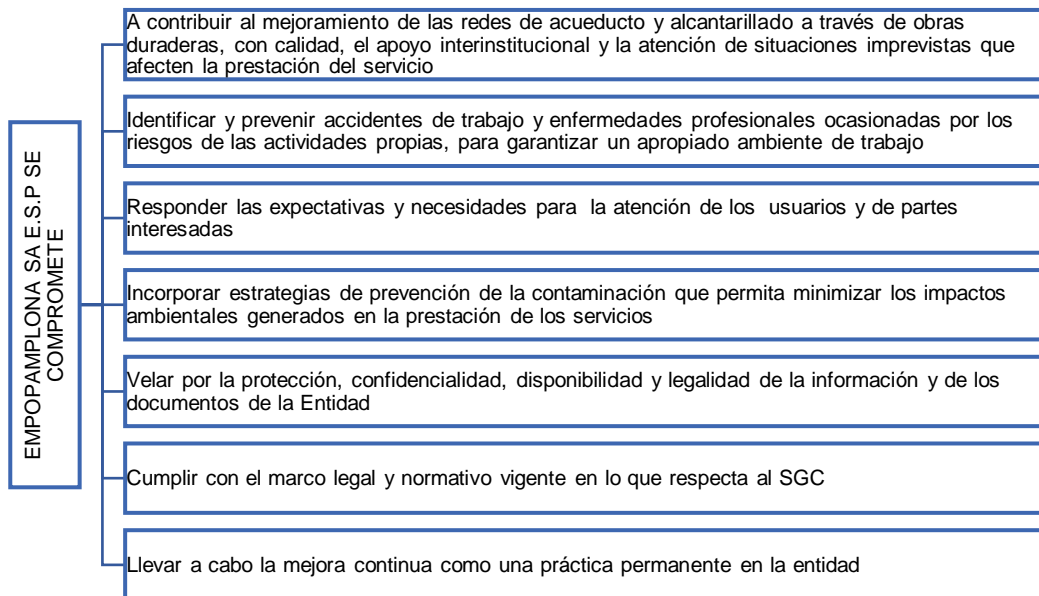 EMPOPAMPLONA SA E.S.P SE
COMPROMETE
A contribuir al mejoramiento de las redes de acueducto y alcantarillado a través de obras
duraderas, con calidad, el apoyo interinstitucional y la atención de situaciones imprevistas que
afecten la prestación del servicio
Identificar y prevenir accidentes de trabajo y enfermedades profesionales ocasionadas por los
riesgos de las actividades propias, para garantizar un apropiado ambiente de trabajo
Responder las expectativas y necesidades para la atención de los usuarios y de partes
interesadas
Incorporar estrategias de prevención de la contaminación que permita minimizar los impactos
ambientales generados en la prestación de los servicios
Velar por la protección, confidencialidad, disponibilidad y legalidad de la información y de los
documentos de la Entidad
Cumplir con el marco legal y normativo vigente en lo que respecta al SGC
Llevar a cabo la mejora continua como una práctica permanente en la entidad